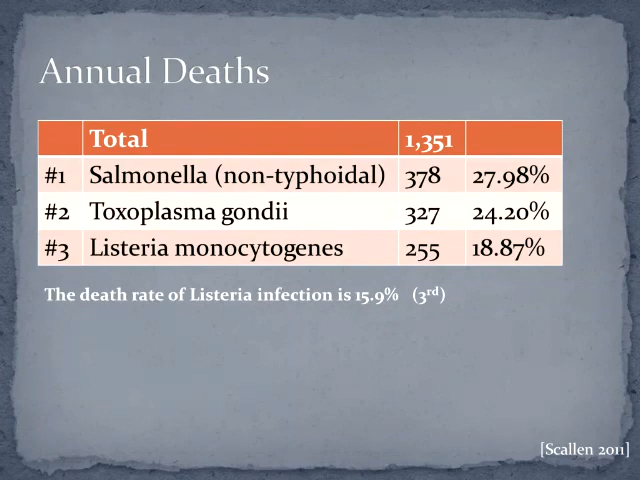 Annual Deaths
Total 1,351
#1 Salmonella (non-typhoidal) 378 27.98%
#2 Toxoplasma gondii 327 24.20%
#3 Listeria monocytogenes 255 18.87%
The death rate of Listeria infection is 15.9% (3rd)
[Scallen 2011]